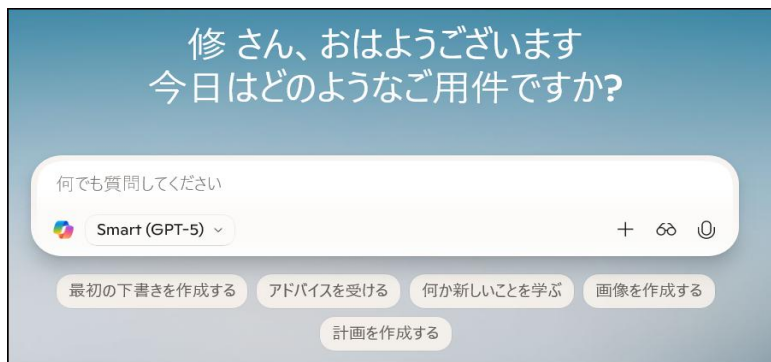 修 さん、おはようございます
今日はどのようなご用件ですか?
何でも質問してください
Smart (GPT-5)
最初の下書きを作成する
アドバイスを受ける
何か新しいことを学ぶ
画像を作成する
計画を作成する